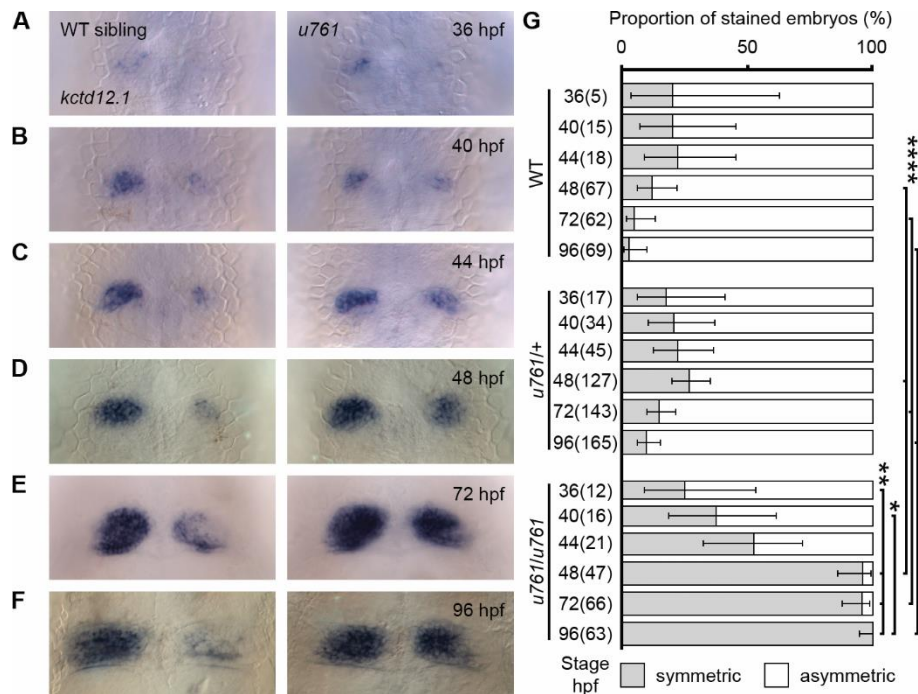 A
WT sibling
kctd12.1
u761
36 hpf
B
40 hpf
C
44 hpf
D
48 hpf
E
72 hpf
F
96 hpf
G
Proportion of stained embryos (%)
0 50 100
WT
36(5)
40(15)
44(18)
48(67)
72(62)
96(69)
u761/+
36(17)
40(34)
44(45)
48(127)
72(143)
96(165)
u761/u761
36(12)
40(16)
44(21)
48(47)
72(66)
96(63)
**
*
****
Stage
hpf
symmetric
asymmetric